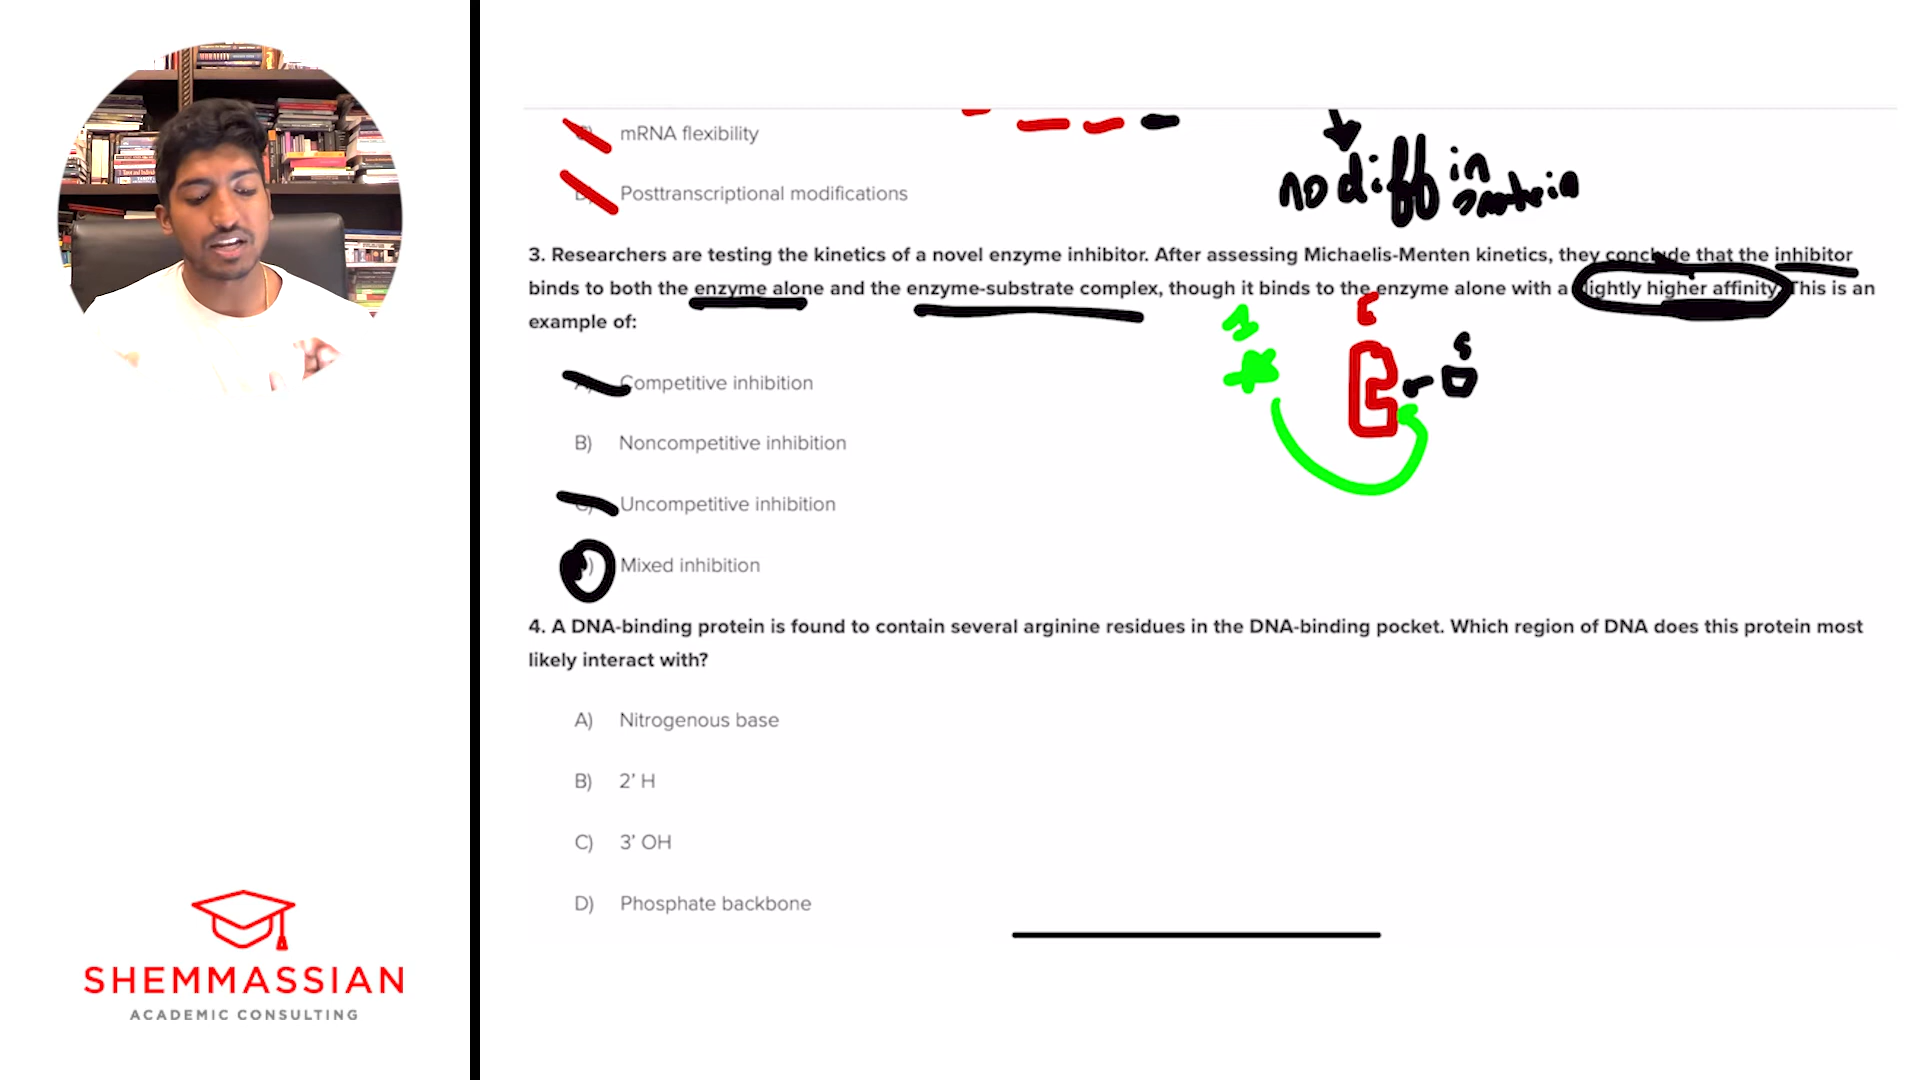 mRNA flexibility
Posttranscriptional modifications
no diff in
protein
3. Researchers are testing the kinetics of a novel enzyme inhibitor. After assessing Michaelis-Menten kinetics, they conclude that the inhibitor
binds to both the enzyme alone and the enzyme-substrate complex, though it binds to the enzyme alone with a slightly higher affinity. This is an
example of:
E
I
S
Competitive inhibition
B) Noncompetitive inhibition
C) Uncompetitive inhibition
Mixed inhibition
4. A DNA-binding protein is found to contain several arginine residues in the DNA-binding pocket. Which region of DNA does this protein most
likely interact with?
A) Nitrogenous base
B) 2’ H
C) 3’ OH
D) Phosphate backbone
SHEMMASSIAN
ACADEMIC CONSULTING